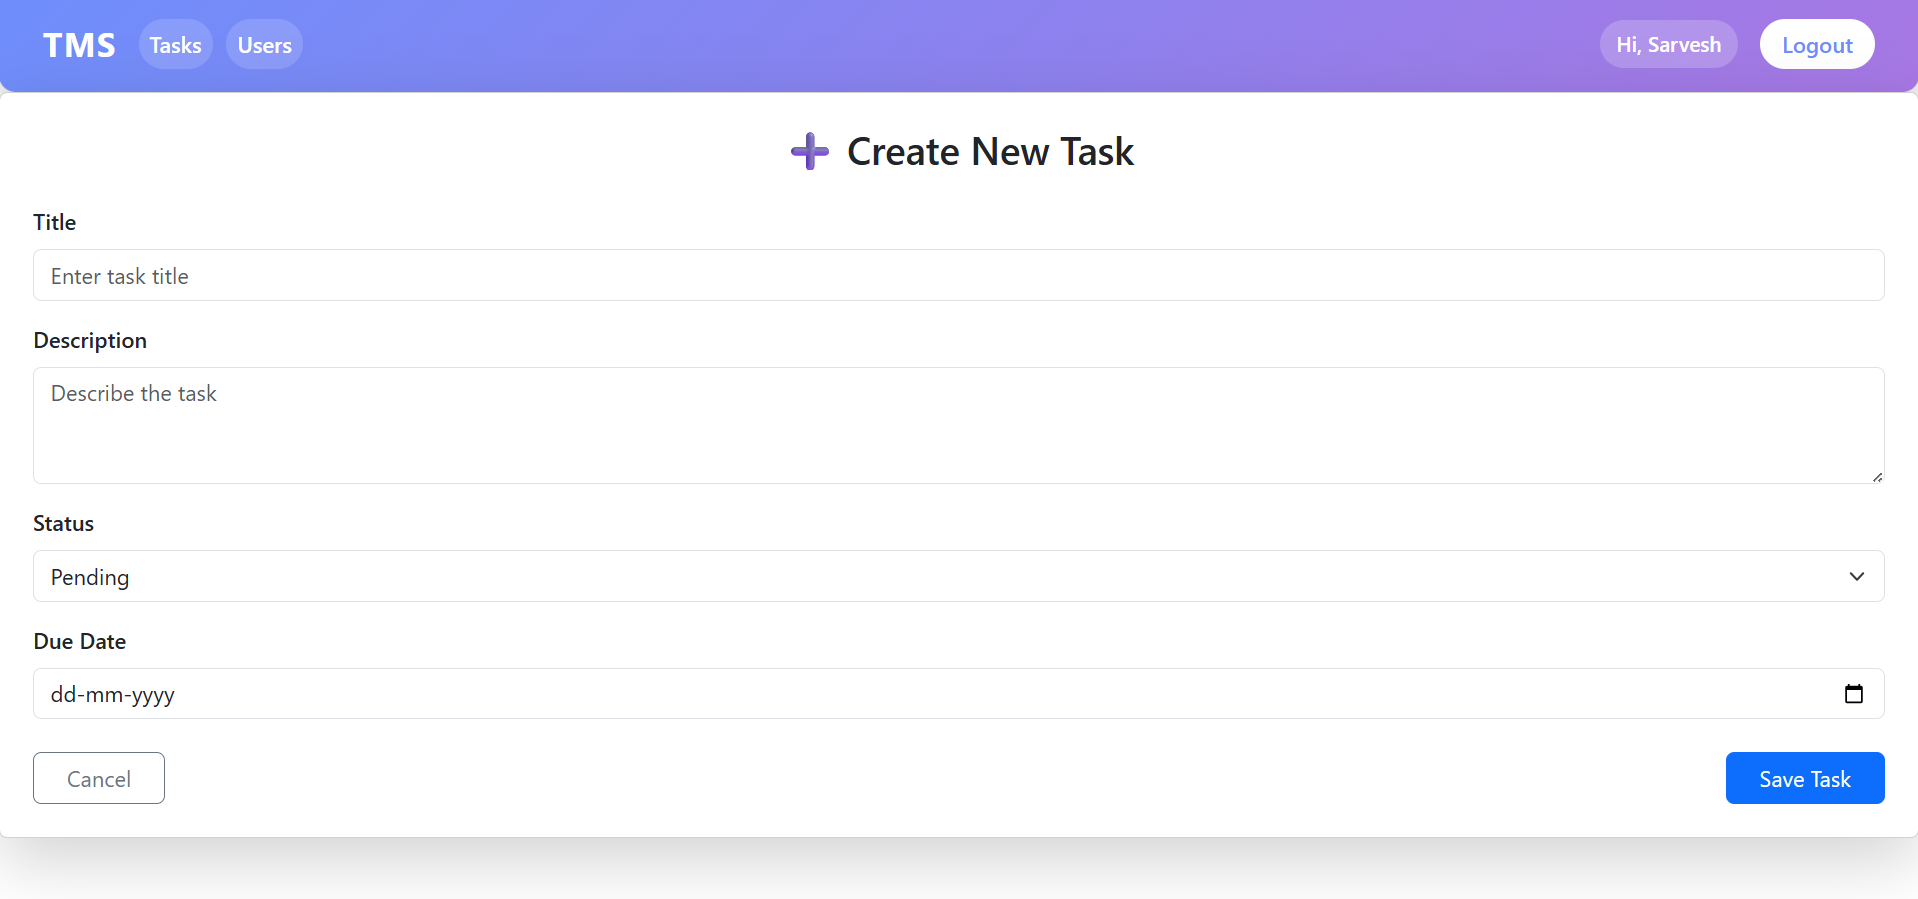 TMS Tasks Users Hi, Sarvesh Logout
Create New Task
Title
Enter task title
Description
Describe the task
Status
Pending
Due Date
dd-mm-yyyy
Cancel Save Task